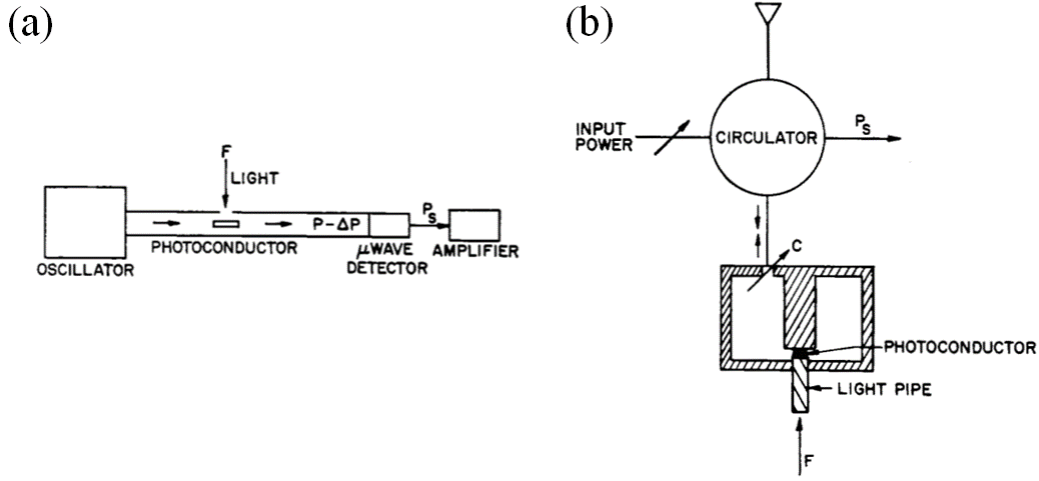 (a)
F
LIGHT
P-ΔP
Ps
PHOTOCONDUCTOR
OSCILLATOR
μWAVE
DETECTOR
AMPLIFIER
(b)
INPUT
POWER
CIRCULATOR
Ps
C
PHOTOCONDUCTOR
LIGHT PIPE
F